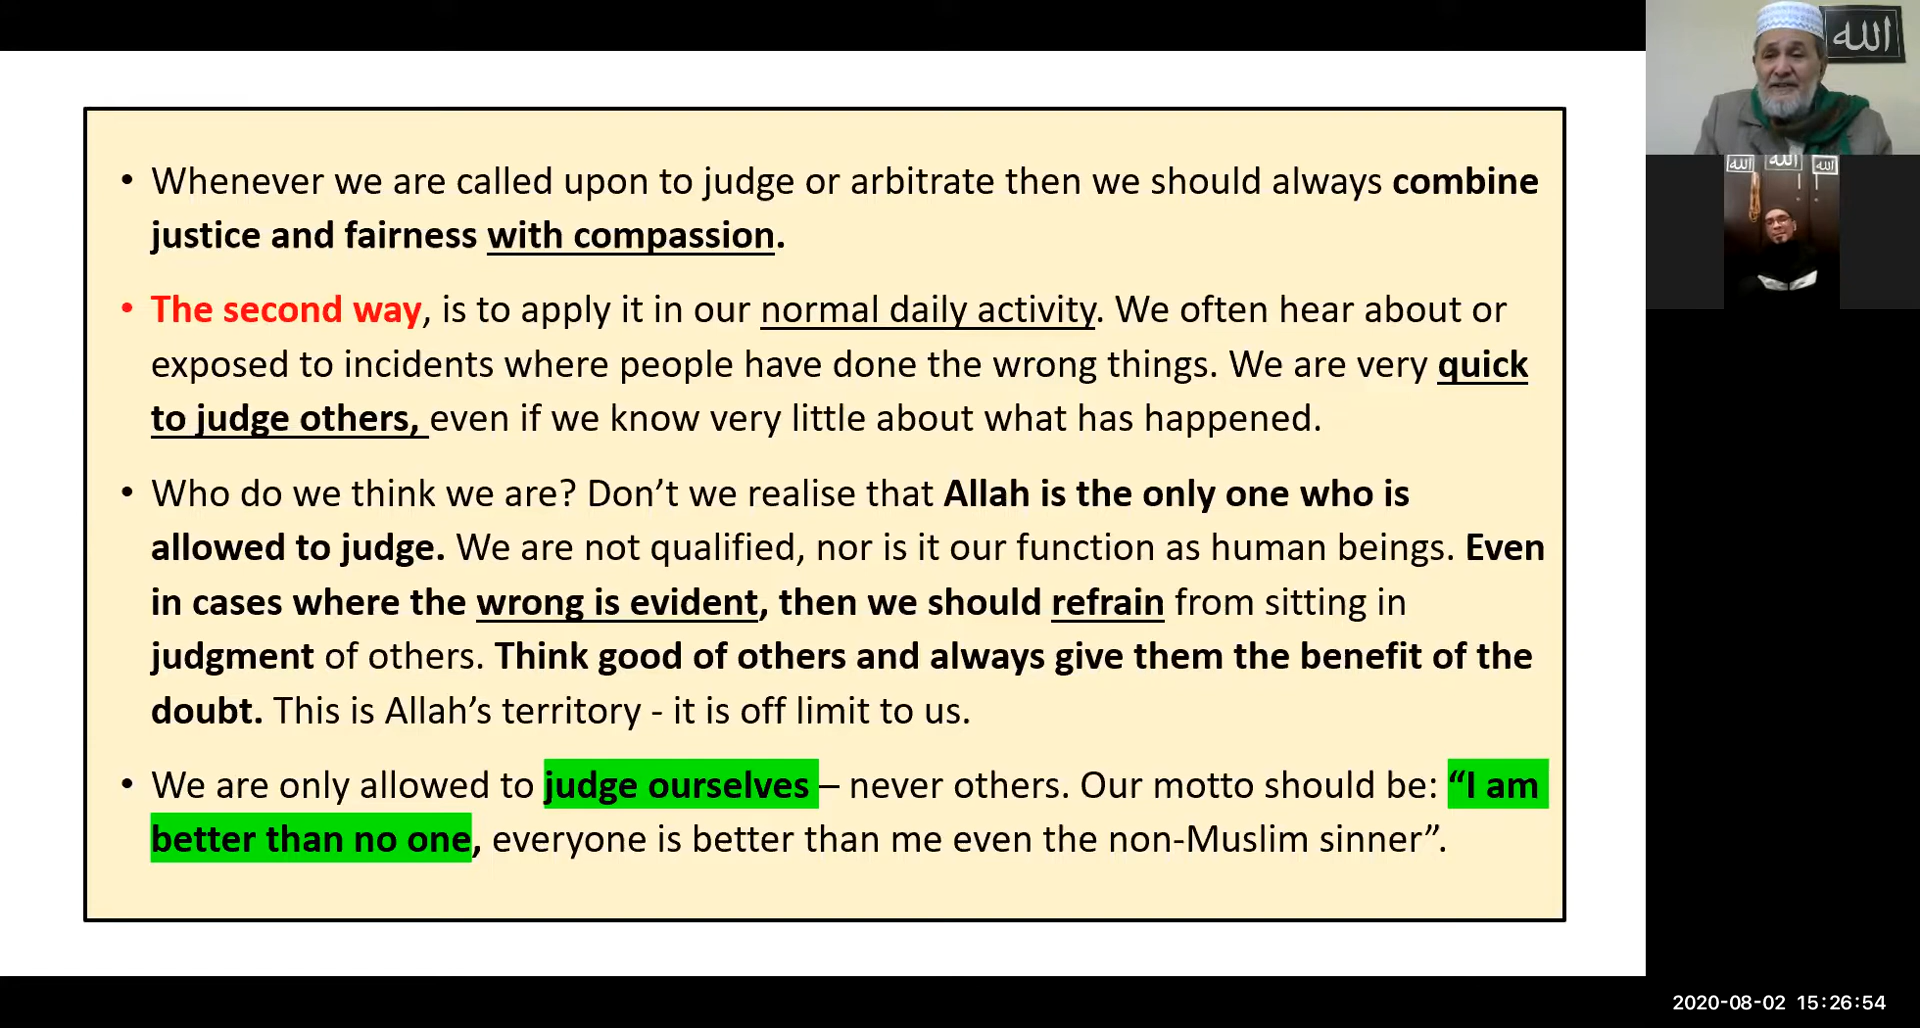 • Whenever we are called upon to judge or arbitrate then we should always combine
justice and fairness with compassion.
• The second way, is to apply it in our normal daily activity. We often hear about or
exposed to incidents where people have done the wrong things. We are very quick
to judge others, even if we know very little about what has happened.
• Who do we think we are? Don’t we realise that Allah is the only one who is
allowed to judge. We are not qualified, nor is it our function as human beings. Even
in cases where the wrong is evident, then we should refrain from sitting in
judgment of others. Think good of others and always give them the benefit of the
doubt. This is Allah’s territory - it is off limit to us.
• We are only allowed to judge ourselves – never others. Our motto should be: “I am
better than no one, everyone is better than me even the non-Muslim sinner”.
الله
الله الله الله
2020-08-02 15:26:54